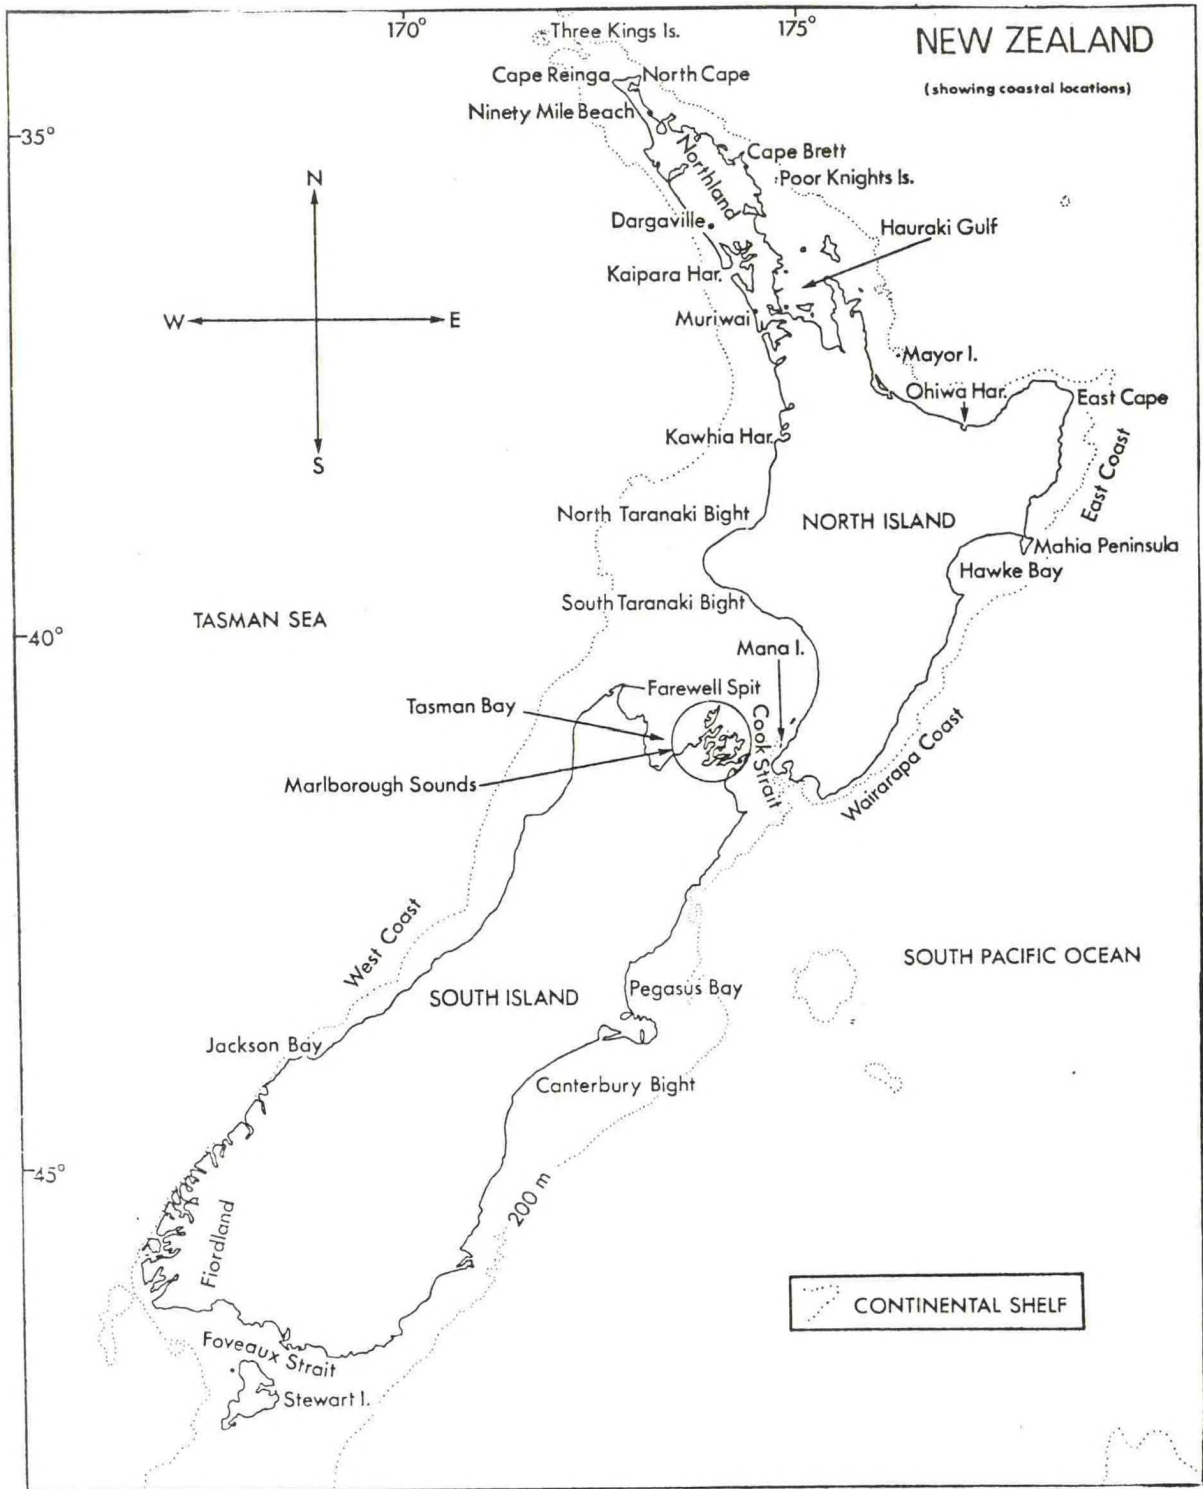 170°
175°
NEW ZEALAND
(showing coastal locations)
Three Kings Is.
Cape Reinga
North Cape
Ninety Mile Beach
35°
Cape Brett
Northland
Poor Knights Is.
N
Dargaville
Hauraki Gulf
Kaipara Har.
W
E
Muriwai
Mayor I.
Ohiwa Har.
East Cape
Kawhia Har.
S
East Coast
North Taranaki Bight
NORTH ISLAND
Mahia Peninsula
Hawke Bay
South Taranaki Bight
TASMAN SEA
40°
Mana I.
Farewell Spit
Tasman Bay
Cook Strait
Wairarapa Coast
Marlborough Sounds
West Coast
SOUTH PACIFIC OCEAN
Pegasus Bay
SOUTH ISLAND
Jackson Bay
Canterbury Bight
45°
200 m
Fiordland
CONTINENTAL SHELF
Foveaux Strait
Stewart I.